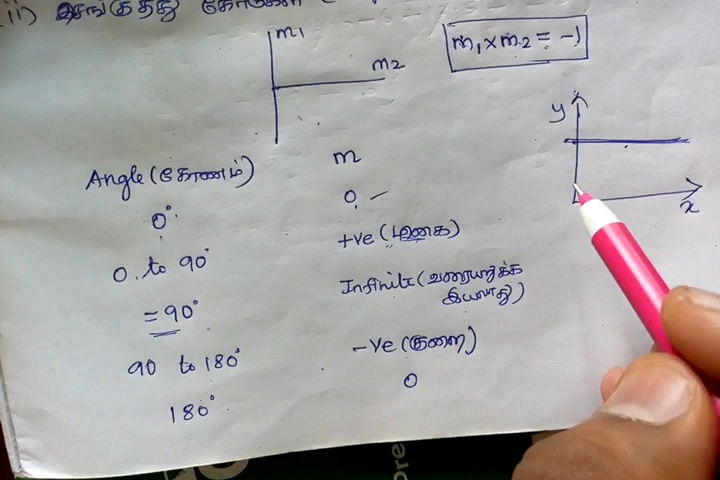 ii) செங்குத்து கோடுகள்
m1
m2
m1 x m2 = -1
y
x
Angle (கோணம்) m
0° 0
0 to 90° +ve (மிகை)
= 90° Infinite (வரையறுக்க இயலாது)
90 to 180° -ve (குறை)
180° 0